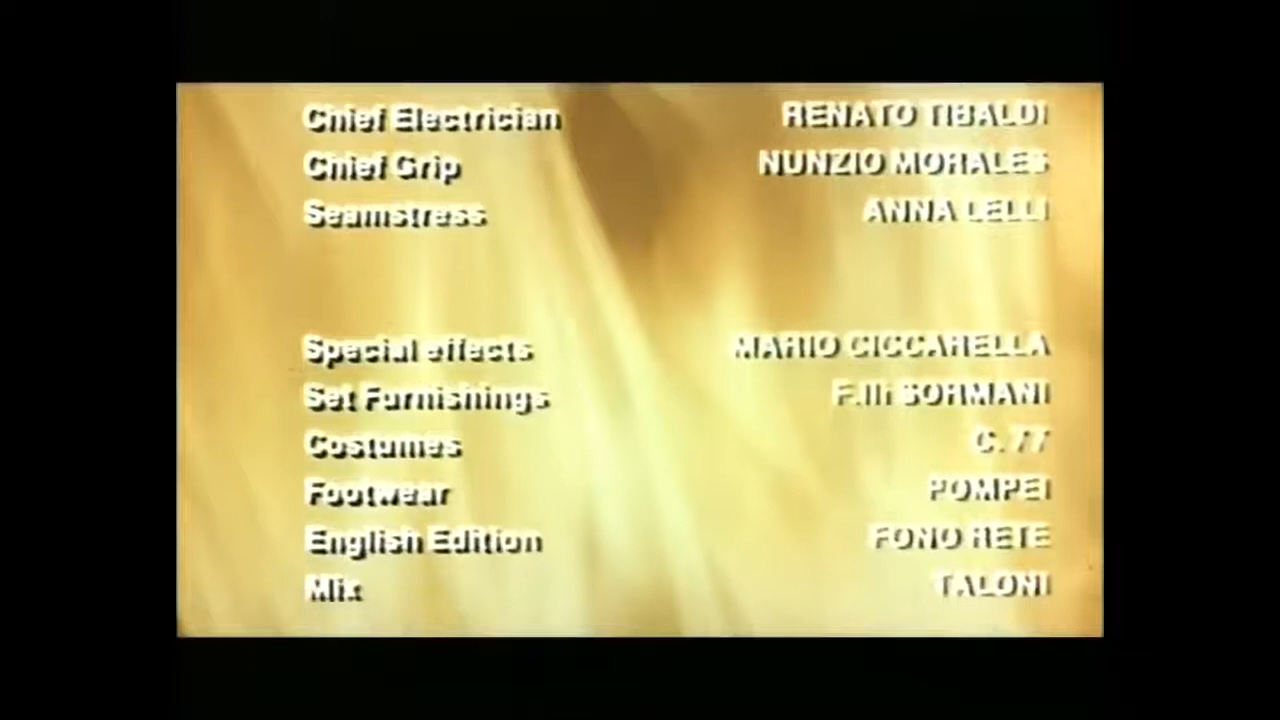 Chief Electrician RENATO TIBALDI
Chief Grip NUNZIO MORALES
Seamstress ANNA LELLI
Special effects MARIO CICCARELLA
Set Furnishings F.lli SORMANI
Costumes C. 77
Footwear POMPEI
English Edition FONO RETE
Mix TALONI